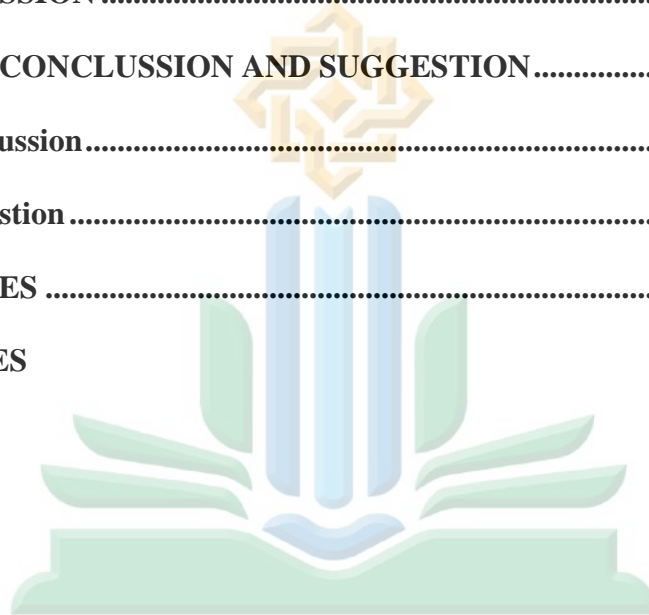 SSION..............................................................
CONCLUSSION AND SUGGESTION................
ussion..............................................................
stion................................................................
ES ....................................................................
ES